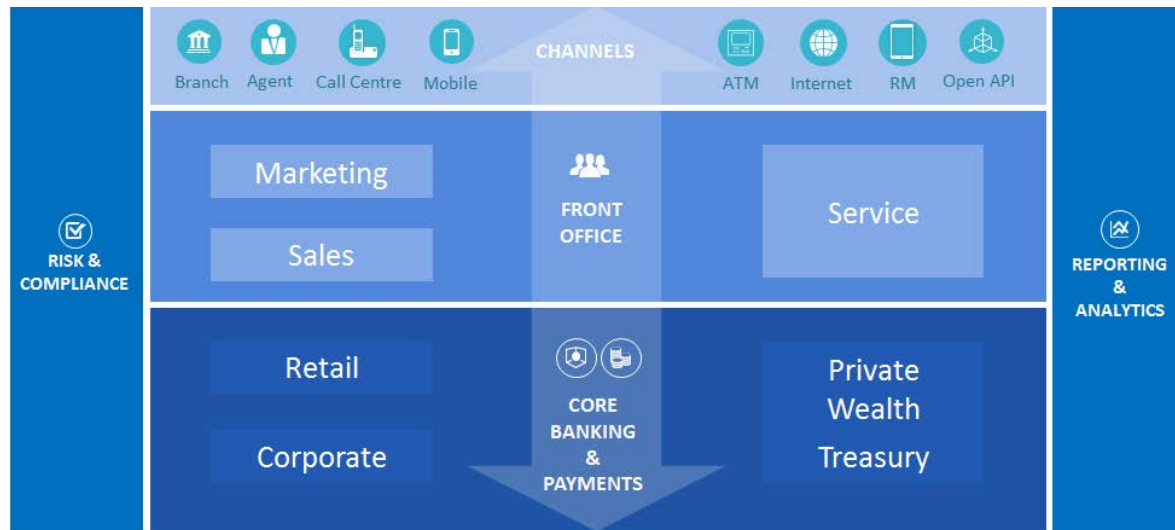 CHANNELS
Branch
Agent
Call Centre
Mobile
ATM
Internet
RM
Open API
Marketing
Sales
FRONT
OFFICE
Service
RISK &
COMPLIANCE
REPORTING
&
ANALYTICS
Retail
Corporate
CORE
BANKING
&
PAYMENTS
Private
Wealth
Treasury